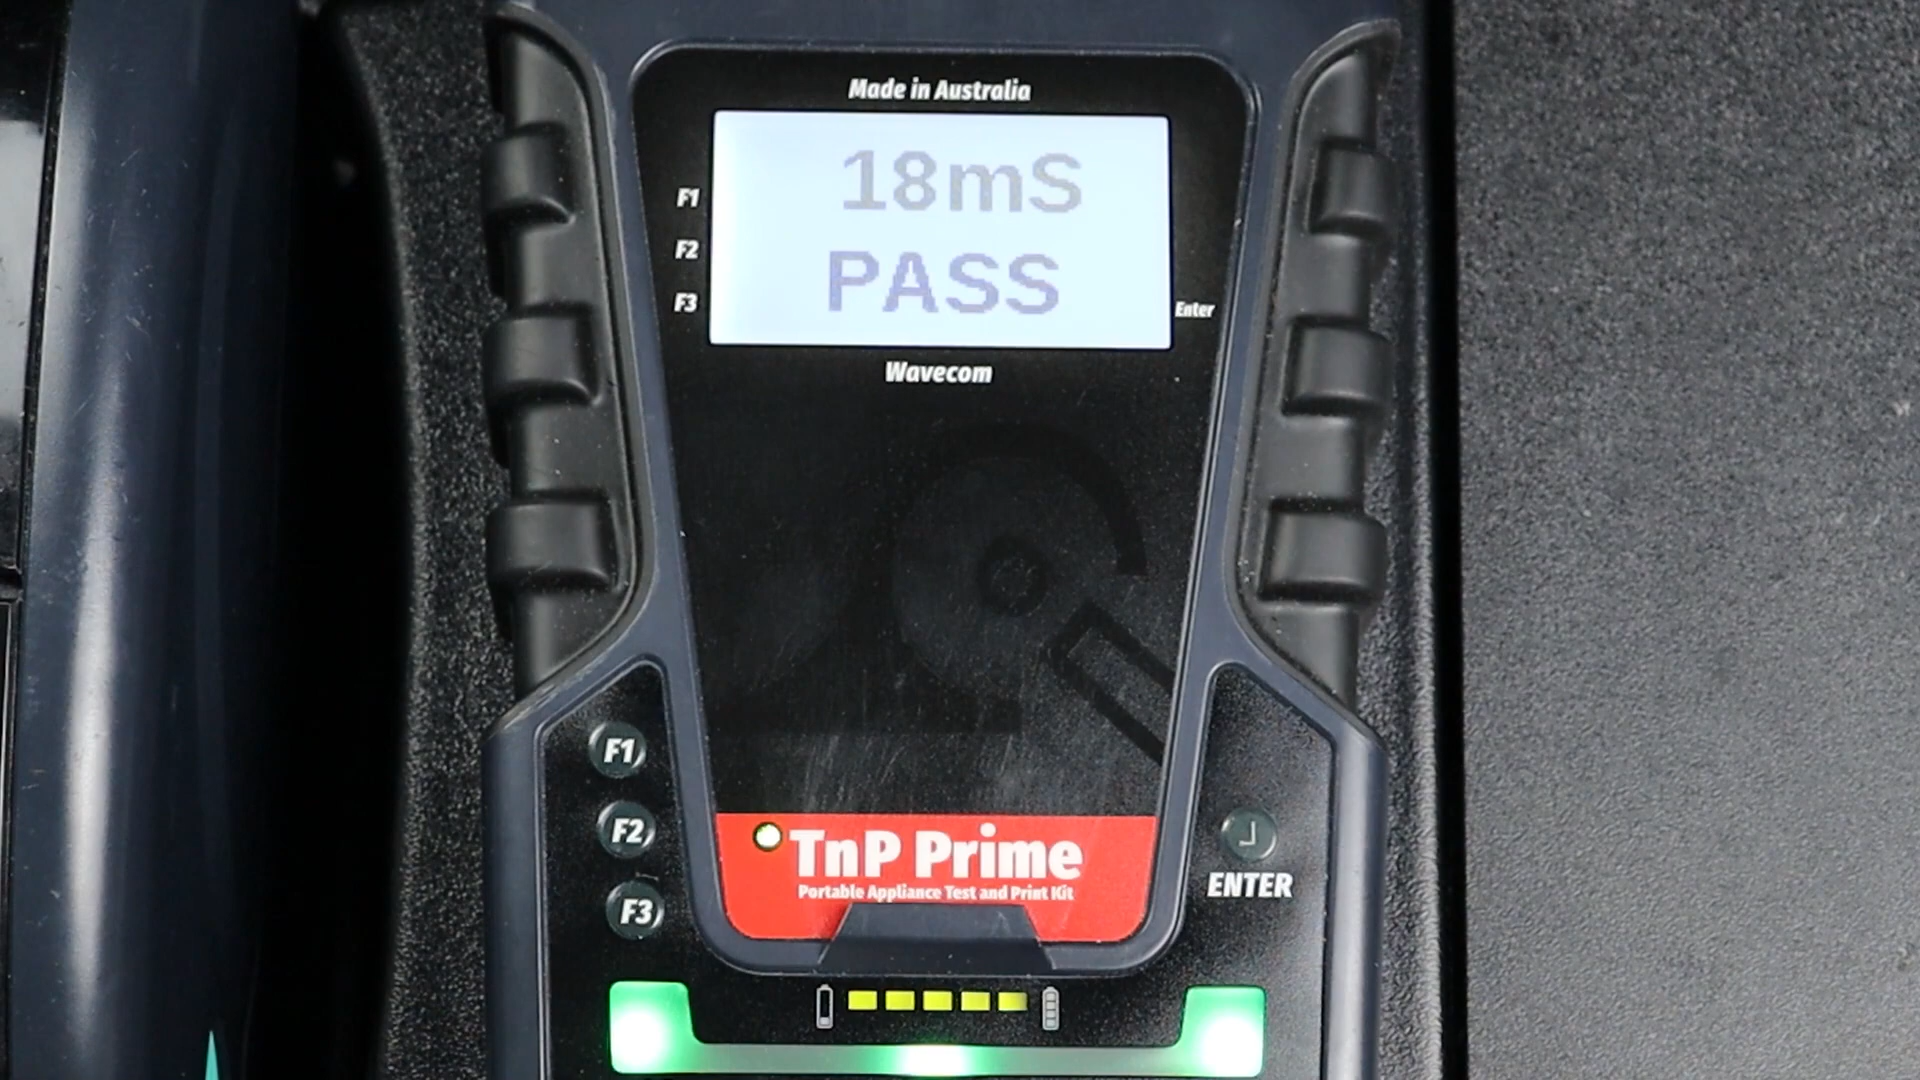 Made in Australia
18mS
F1
F2
PASS
F3
Enter
Wavecom
F1
F2
F3
TnP Prime
Portable Appliance Test and Print Kit
ENTER